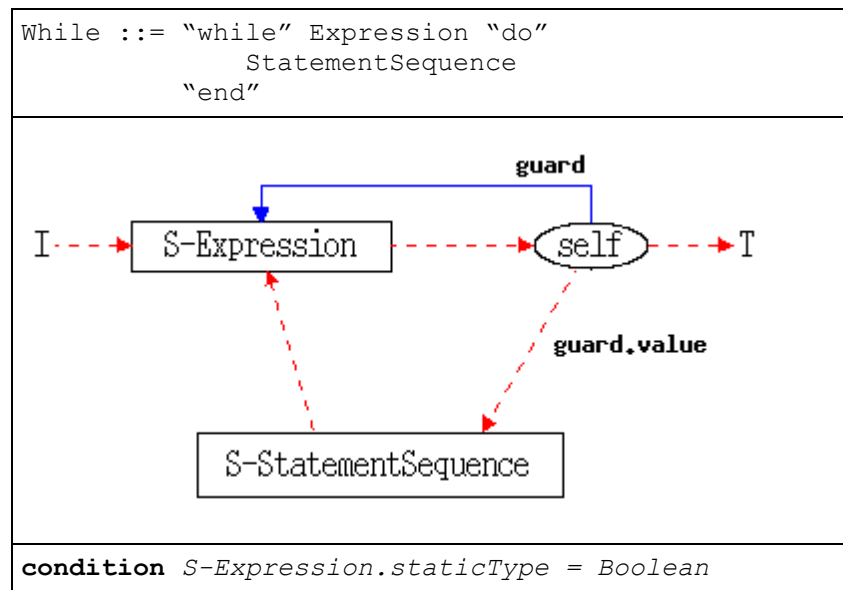 While ::= “while” Expression “do”
StatementSequence
“end”
guard
I
S-Expression
self
T
guard.value
S-StatementSequence
condition S-Expression.staticType = Boolean